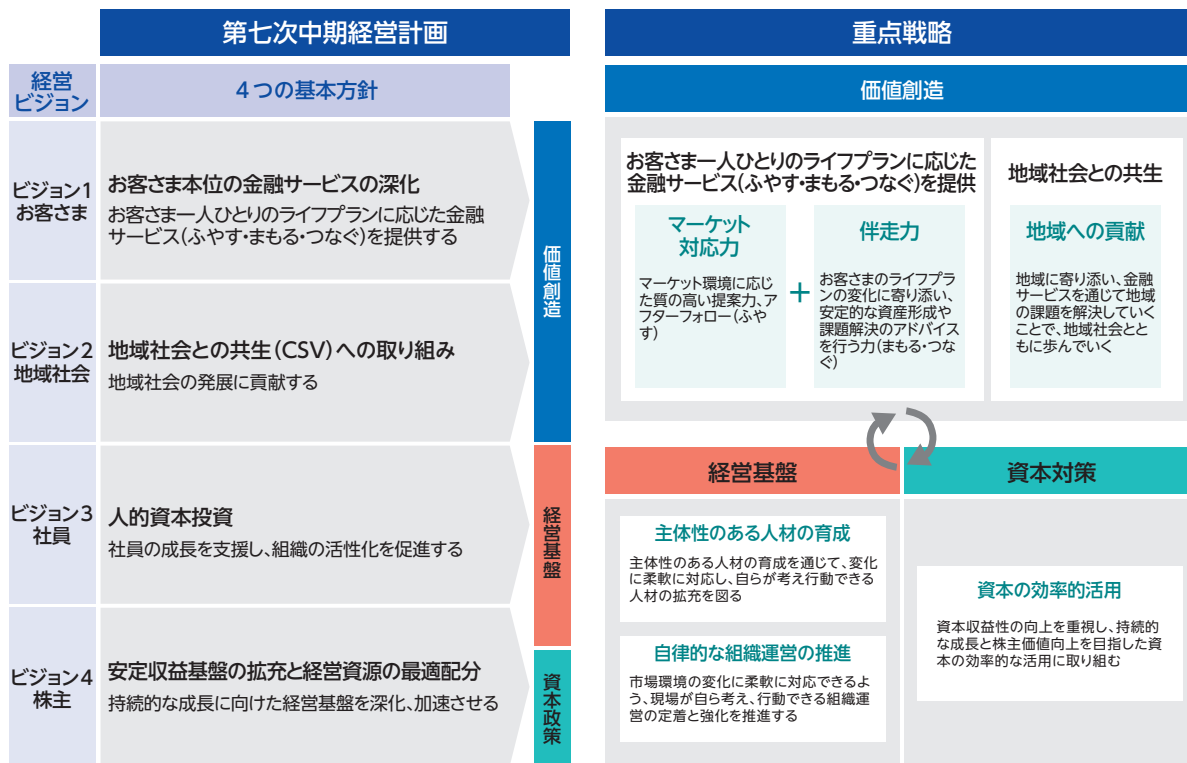 第七次中期経営計画
経営
ビジョン
4つの基本方針
ビジョン1
お客さま
お客さま本位の金融サービスの深化
お客さま一人ひとりのライフプランに応じた金融
サービス(ふやす・まもる・つなぐ)を提供する
ビジョン2
地域社会
地域社会との共生(CSV)への取り組み
地域社会の発展に貢献する
価値創造
ビジョン3
社員
人的資本投資
社員の成長を支援し、組織の活性化を促進する
経営基盤
ビジョン4
株主
安定収益基盤の拡充と経営資源の最適配分
持続的な成長に向けた経営基盤を深化、加速させる
資本政策
重点戦略
価値創造
お客さま一人ひとりのライフプランに応じた
金融サービス(ふやす・まもる・つなぐ)を提供
マーケット
対応力
マーケット環境に応じ
た質の高い提案力、ア
フターフォロー(ふや
す)
+
伴走力
お客さまのライフプラ
ンの変化に寄り添い、
安定的な資産形成や
課題解決のアドバイス
を行う力(まもる・つな
ぐ)
地域社会との共生
地域への貢献
地域に寄り添い、金融
サービスを通じて地域
の課題を解決していく
ことで、地域社会とと
もに歩んでいく
経営基盤
主体性のある人材の育成
主体性のある人材の育成を通じて、変化
に柔軟に対応し、自らが考え行動できる
人材の拡充を図る
自律的な組織運営の推進
市場環境の変化に柔軟に対応できるよ
う、現場が自ら考え、行動できる組織運
営の定着と強化を推進する
資本対策
資本の効率的活用
資本収益性の向上を重視し、持続的
な成長と株主価値向上を目指した資
本の効率的な活用に取り組む